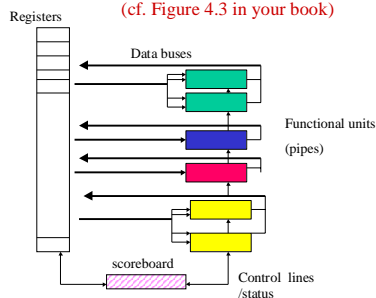 (cf. Figure 4.3 in your book)
Registers
Data buses
Functional units
(pipes)
scoreboard
Control lines
/status